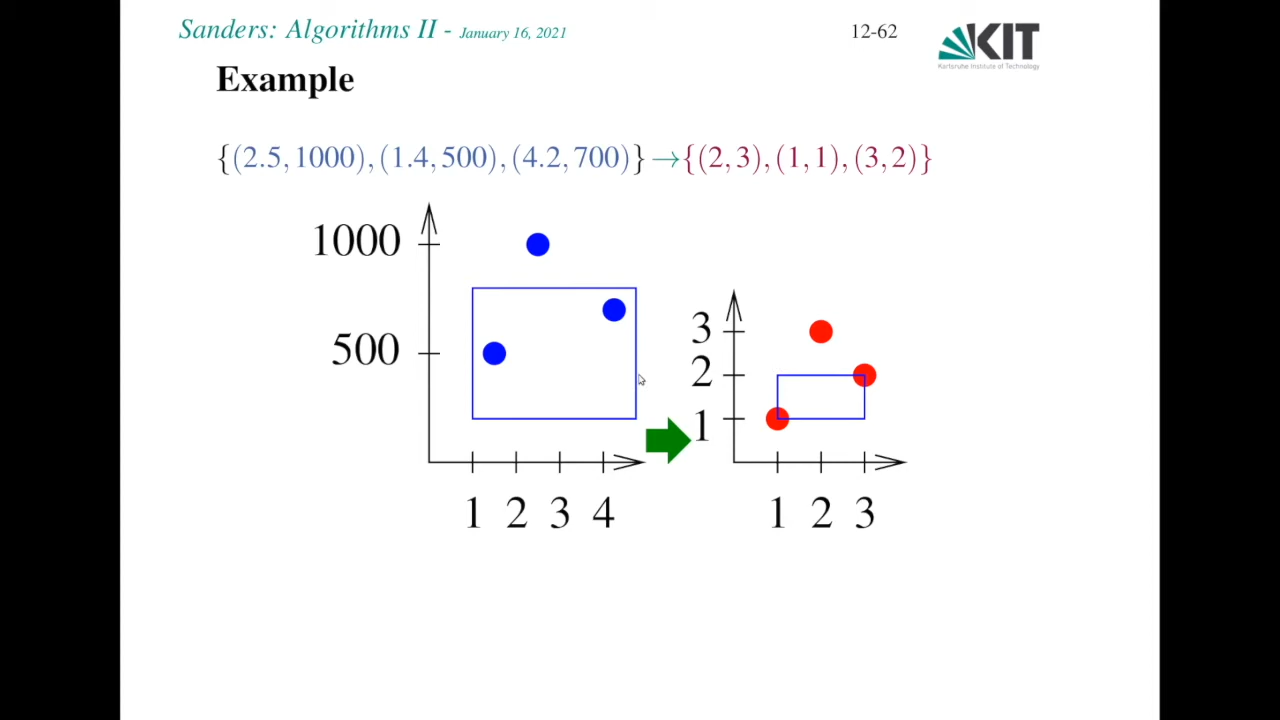 Sanders: Algorithms II - January 16, 2021 12-62
KIT
Karlsruhe Institute of Technology
Example
{(2.5,1000),(1.4,500),(4.2,700)}→{(2,3),(1,1),(3,2)}
1000
500
1 2 3 4
3
2
1
1 2 3